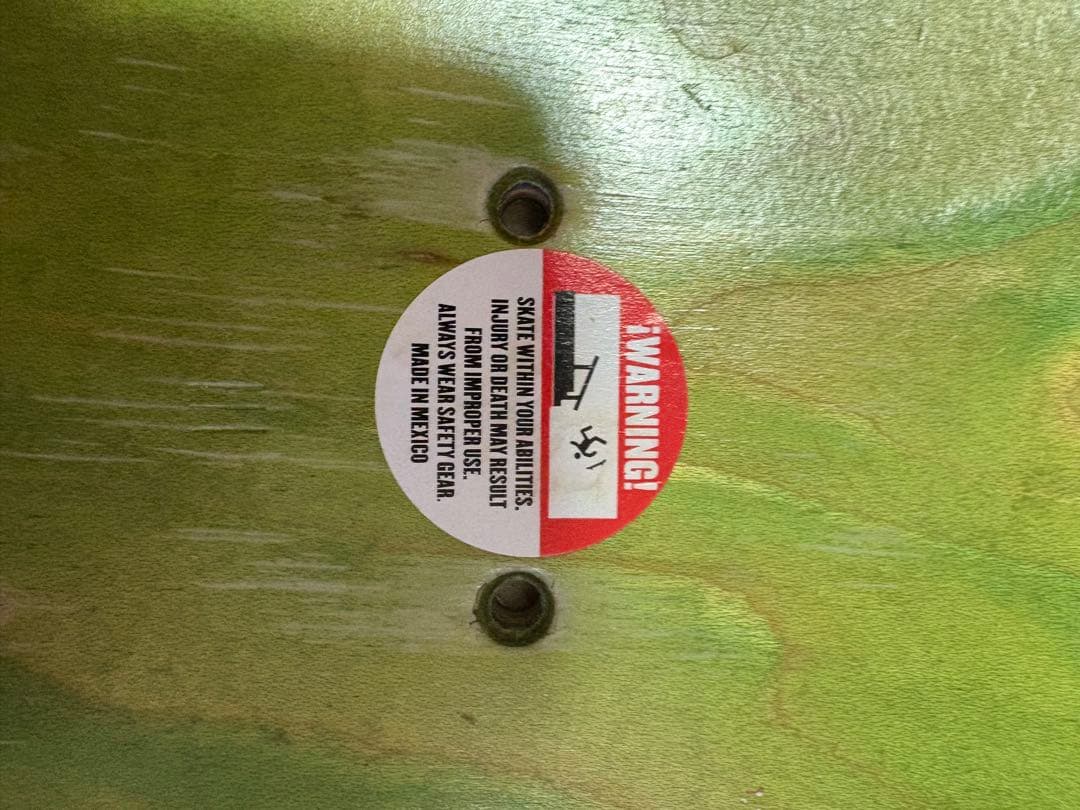 ¡WARNING!
SKATE WITHIN YOUR ABILITIES.
INJURY OR DEATH MAY RESULT
FROM IMPROPER USE.
ALWAYS WEAR SAFETY GEAR.
MADE IN MEXICO